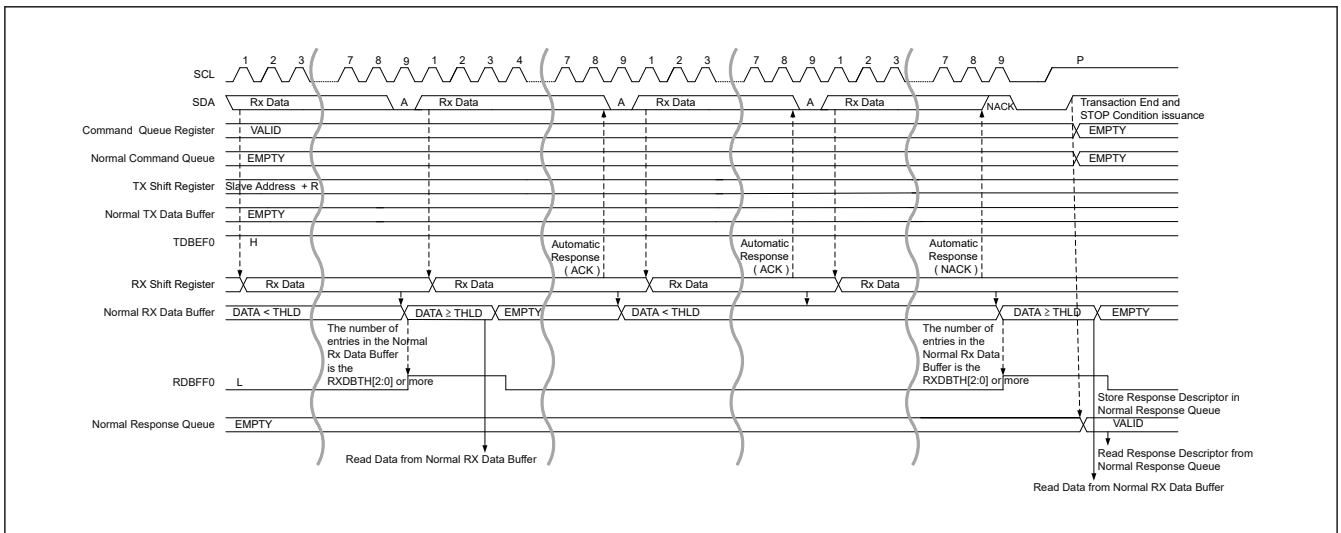 1 2 3 7 8 9 1 2 3 4 7 8 9 1 2 3 7 8 9 1 2 3 7 8 9 P
SCL
SDA Rx Data A Rx Data A Rx Data A Rx Data NACK Transaction End and
STOP Condition issuance
Command Queue Register VALID EMPTY
Normal Command Queue EMPTY EMPTY
TX Shift Register Slave Address + R
Normal TX Data Buffer EMPTY
TDBEF0 H
Automatic
Response
( ACK )
Automatic
Response
( ACK )
Automatic
Response
( NACK )
RX Shift Register Rx Data Rx Data Rx Data Rx Data
Normal RX Data Buffer DATA < THLD DATA ≥ THLD EMPTY DATA < THLD DATA ≥ THLD EMPTY
The number of
entries in the Normal
Rx Data Buffer
is the
RXDBTH[2:0] or more
The number of
entries in the
Normal Rx Data
Buffer is the
RXDBTH[2:0] or more
RDBFF0 L
Store Response Descriptor in
Normal Response Queue
Normal Response Queue EMPTY VALID
Read Data from Normal RX Data Buffer
Read Response Descriptor from
Normal Response Queue
Read Data from Normal RX Data Buffer